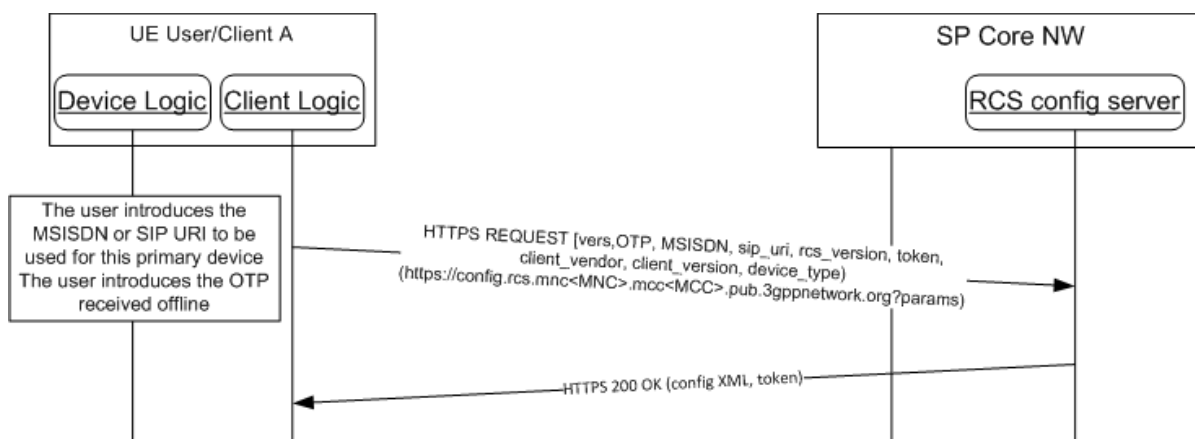 UE User/Client A
SP Core NW
Device Logic
Client Logic
RCS config server
The user introduces the
MSISDN or SIP URI to be
used for this primary device
The user introduces the OTP
received offline
HTTPS REQUEST [vers,OTP, MSISDN, sip_uri, rcs_version, token,
client_vendor, client_version, device_type)
(https://config.rcs.mnc<MNC>.mcc<MCC>.pub.3gppnetwork.org?params)
HTTPS 200 OK (config XML, token)